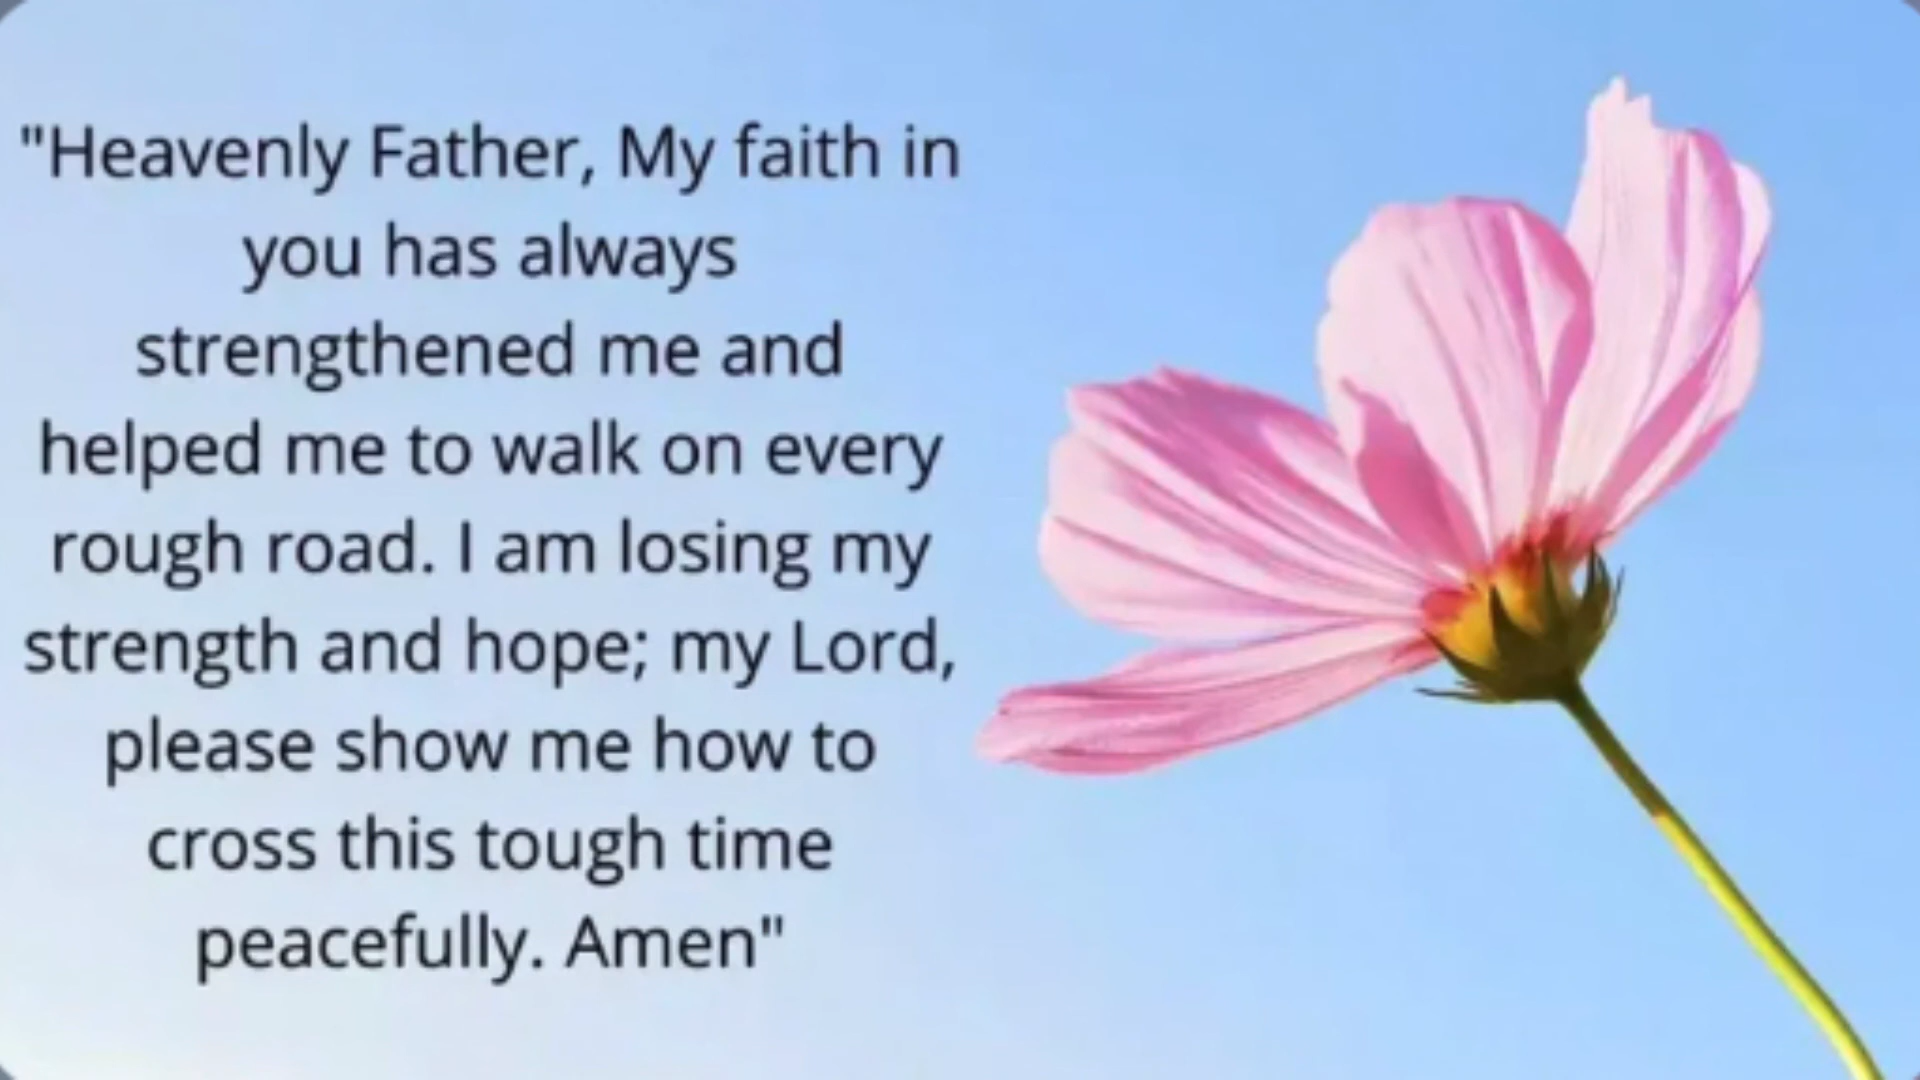 "Heavenly Father, My faith in
you has always
strengthened me and
helped me to walk on every
rough road. I am losing my
strength and hope; my Lord,
please show me how to
cross this tough time
peacefully. Amen"